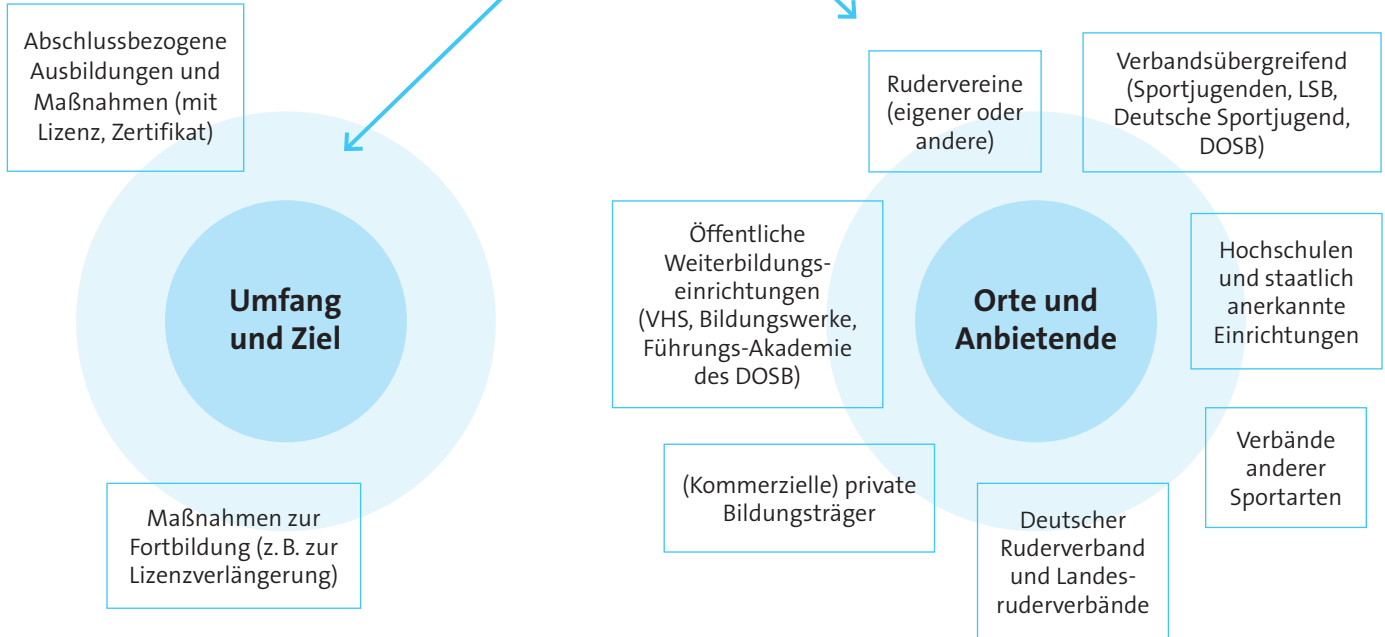 Abschlussbezogene
Ausbildungen und
Maßnahmen (mit
Lizenz, Zertifikat)
Umfang
und Ziel
Maßnahmen zur
Fortbildung (z. B. zur
Lizenzverlängerung)
Rudervereine
(eigener oder
andere)
Verbandsübergreifend
(Sportjugenden, LSB,
Deutsche Sportjugend,
DOSB)
Öffentliche
Weiterbildungs-
einrichtungen
(VHS, Bildungswerke,
Führungs-Akademie
des DOSB)
Orte und
Anbietende
Hochschulen
und staatlich
anerkannte
Einrichtungen
Verbände
anderer
Sportarten
(Kommerzielle) private
Bildungsträger
Deutscher
Ruderverband
und Landes-
ruderverbände